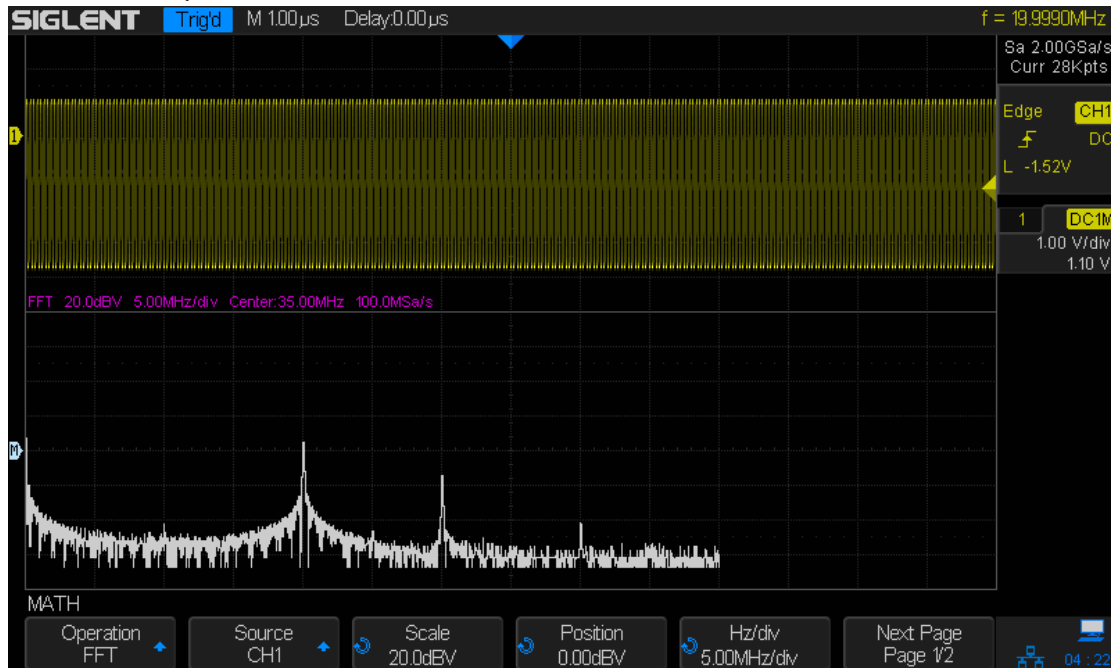 SIGLENT Trig'd M 1.00µs Delay:0.00µs f = 19.9990MHz
Sa 2.00GSa/s
Curr 28Kpts
Edge CH1
DC
L -1.52V
1
1 DC1M
1.00 V/div
1.10 V
FFT 20.0dBV 5.00MHz/div Center:35.00MHz 100.0MSa/s
M
MATH
Operation Source Scale Position Hz/div Next Page
FFT CH1 20.0dBV 0.00dBV 5.00MHz/div Page 1/2
04:22